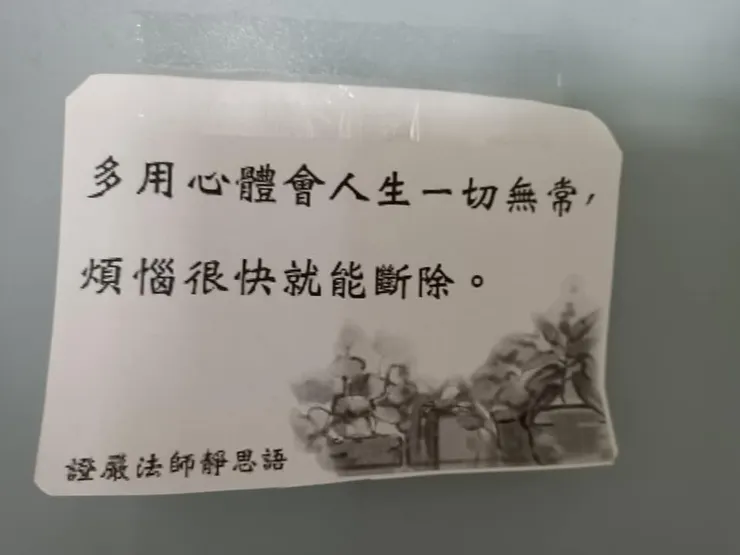 多用心體會人生一切無常，
煩惱很快就能斷除。
證嚴法師靜思語